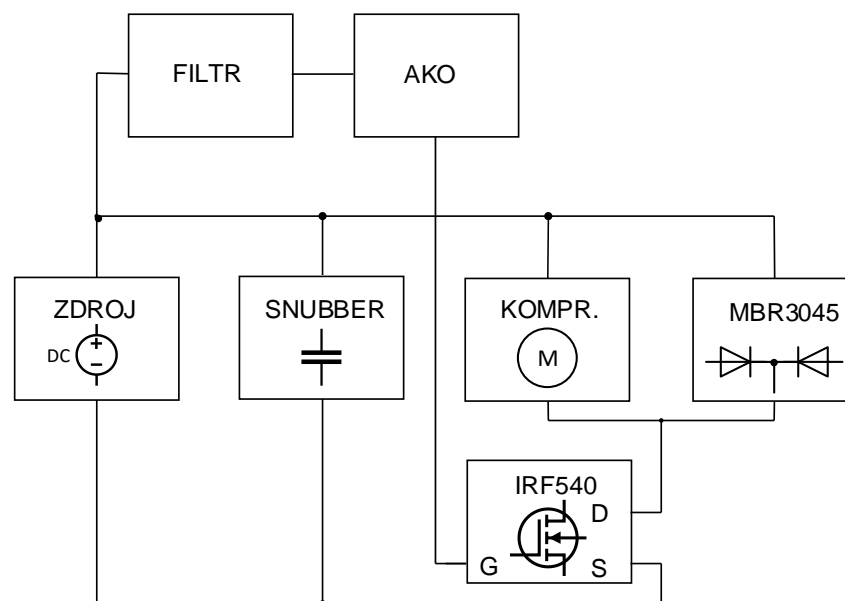 FILTR
AKO
ZDROJ
DC
SNUBBER
KOMPR.
M
MBR3045
IRF540
D
G
S